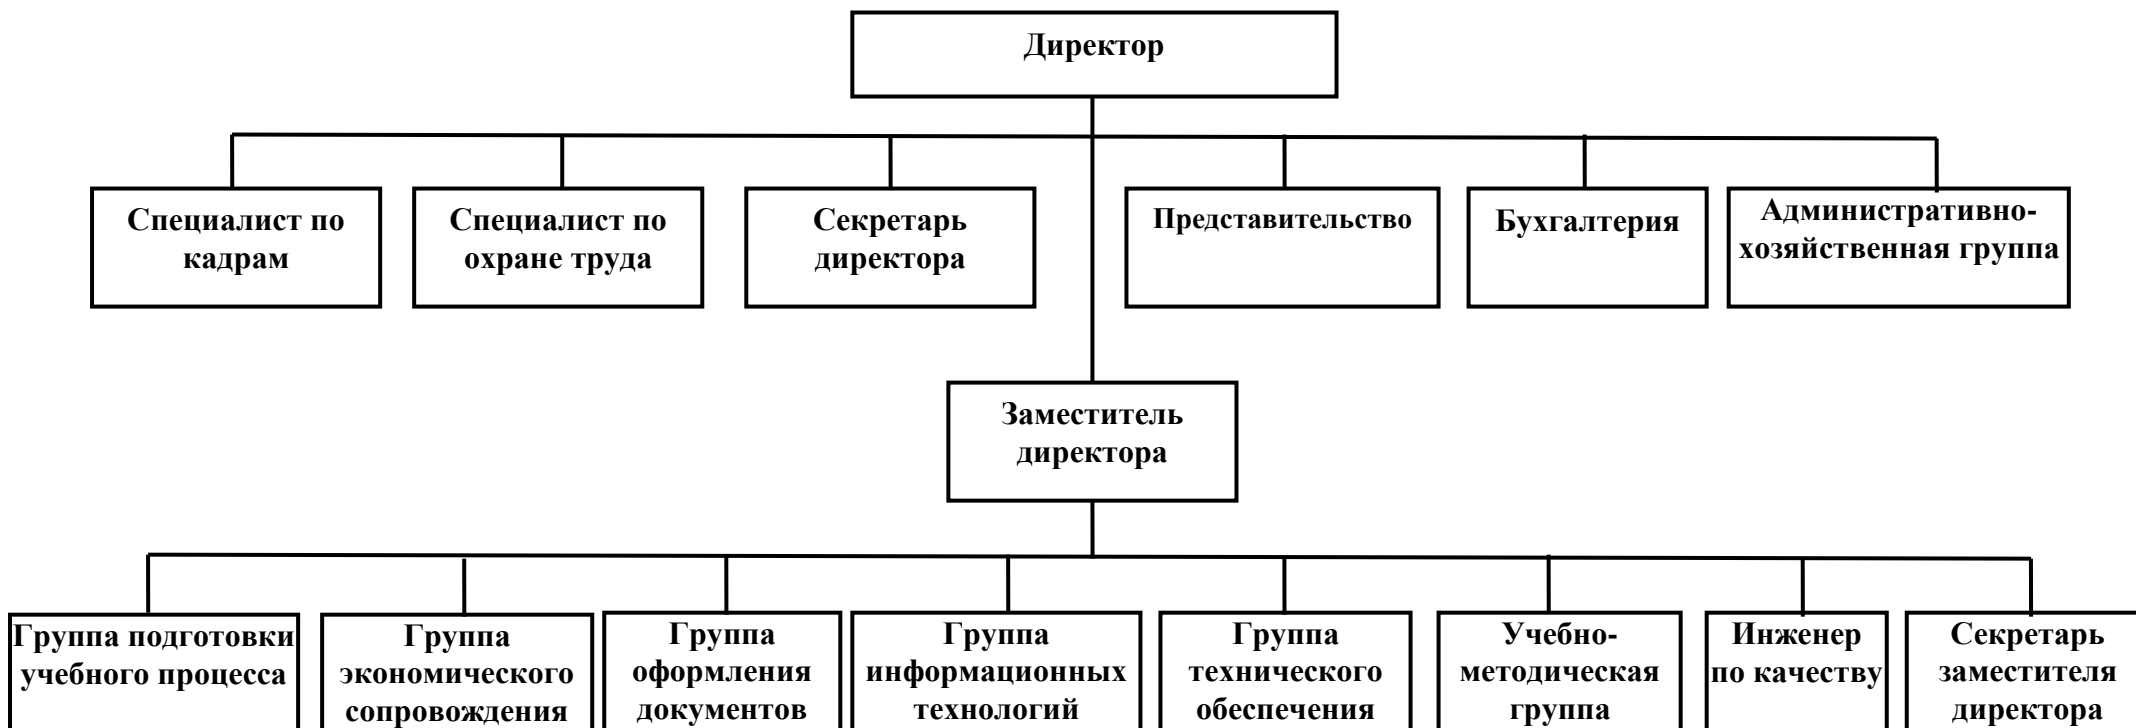 Директор
Специалист по
кадрам
Специалист по
охране труда
Секретарь
директора
Представительство
Бухгалтерия
Административно-
хозяйственная группа
Заместитель
директора
Группа подготовки
учебного процесса
Группа
экономического
сопровождения
Группа
оформления
документов
Группа
информационных
технологий
Группа
технического
обеспечения
Учебно-
методическая
группа
Инженер
по качеству
Секретарь
заместителя
директора